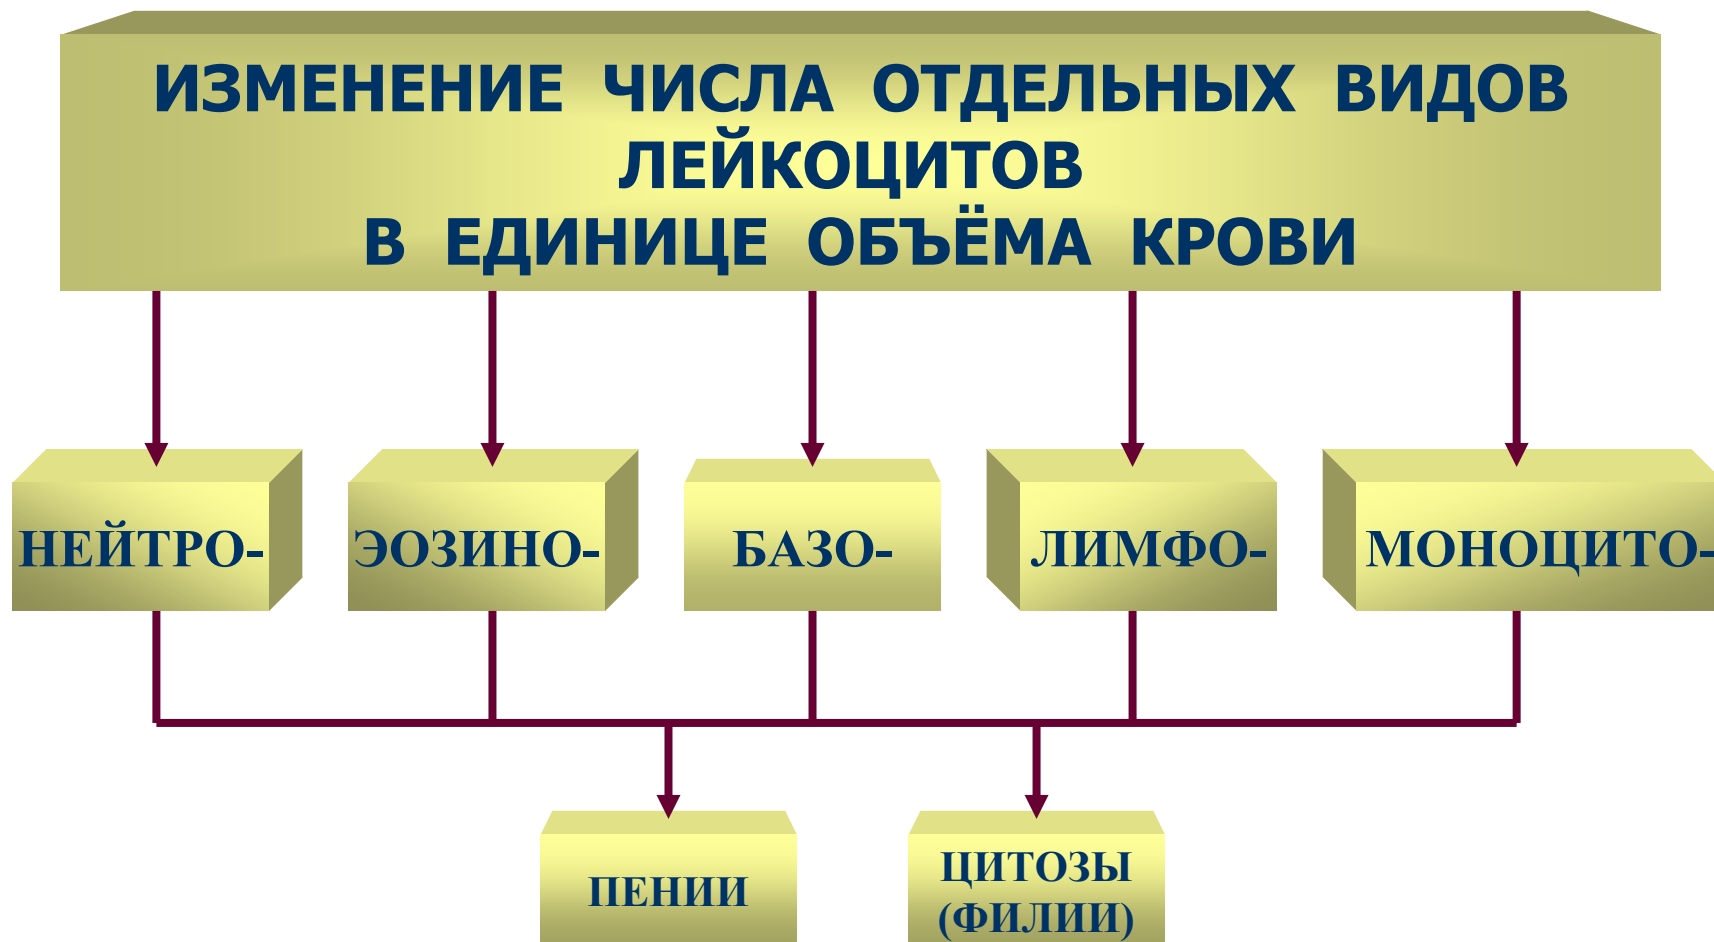 ИЗМЕНЕНИЕ ЧИСЛА ОТДЕЛЬНЫХ ВИДОВ
ЛЕЙКОЦИТОВ
В ЕДИНИЦЕ ОБЪЁМА КРОВИ
НЕЙТРО-
ЭОЗИНО-
БАЗО-
ЛИМФО-
МОНОЦИТО-
ПЕНИИ
ЦИТОЗЫ
(ФИЛИИ)